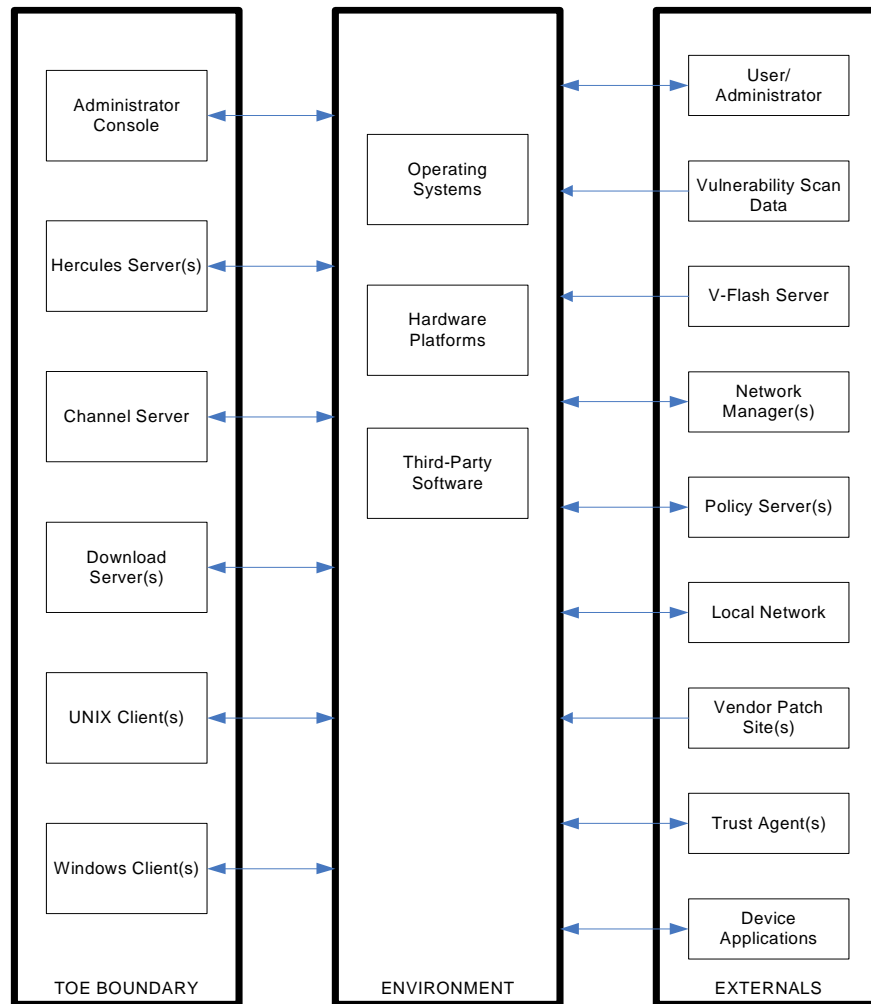 Administrator
Console
Hercules Server(s)
Channel Server
Download
Server(s)
UNIX Client(s)
Windows Client(s)
TOE BOUNDARY
Operating
Systems
Hardware
Platforms
Third-Party
Software
ENVIRONMENT
User/
Administrator
Vulnerability Scan
Data
V-Flash Server
Network
Manager(s)
Policy Server(s)
Local Network
Vendor Patch
Site(s)
Trust Agent(s)
Device
Applications
EXTERNALS